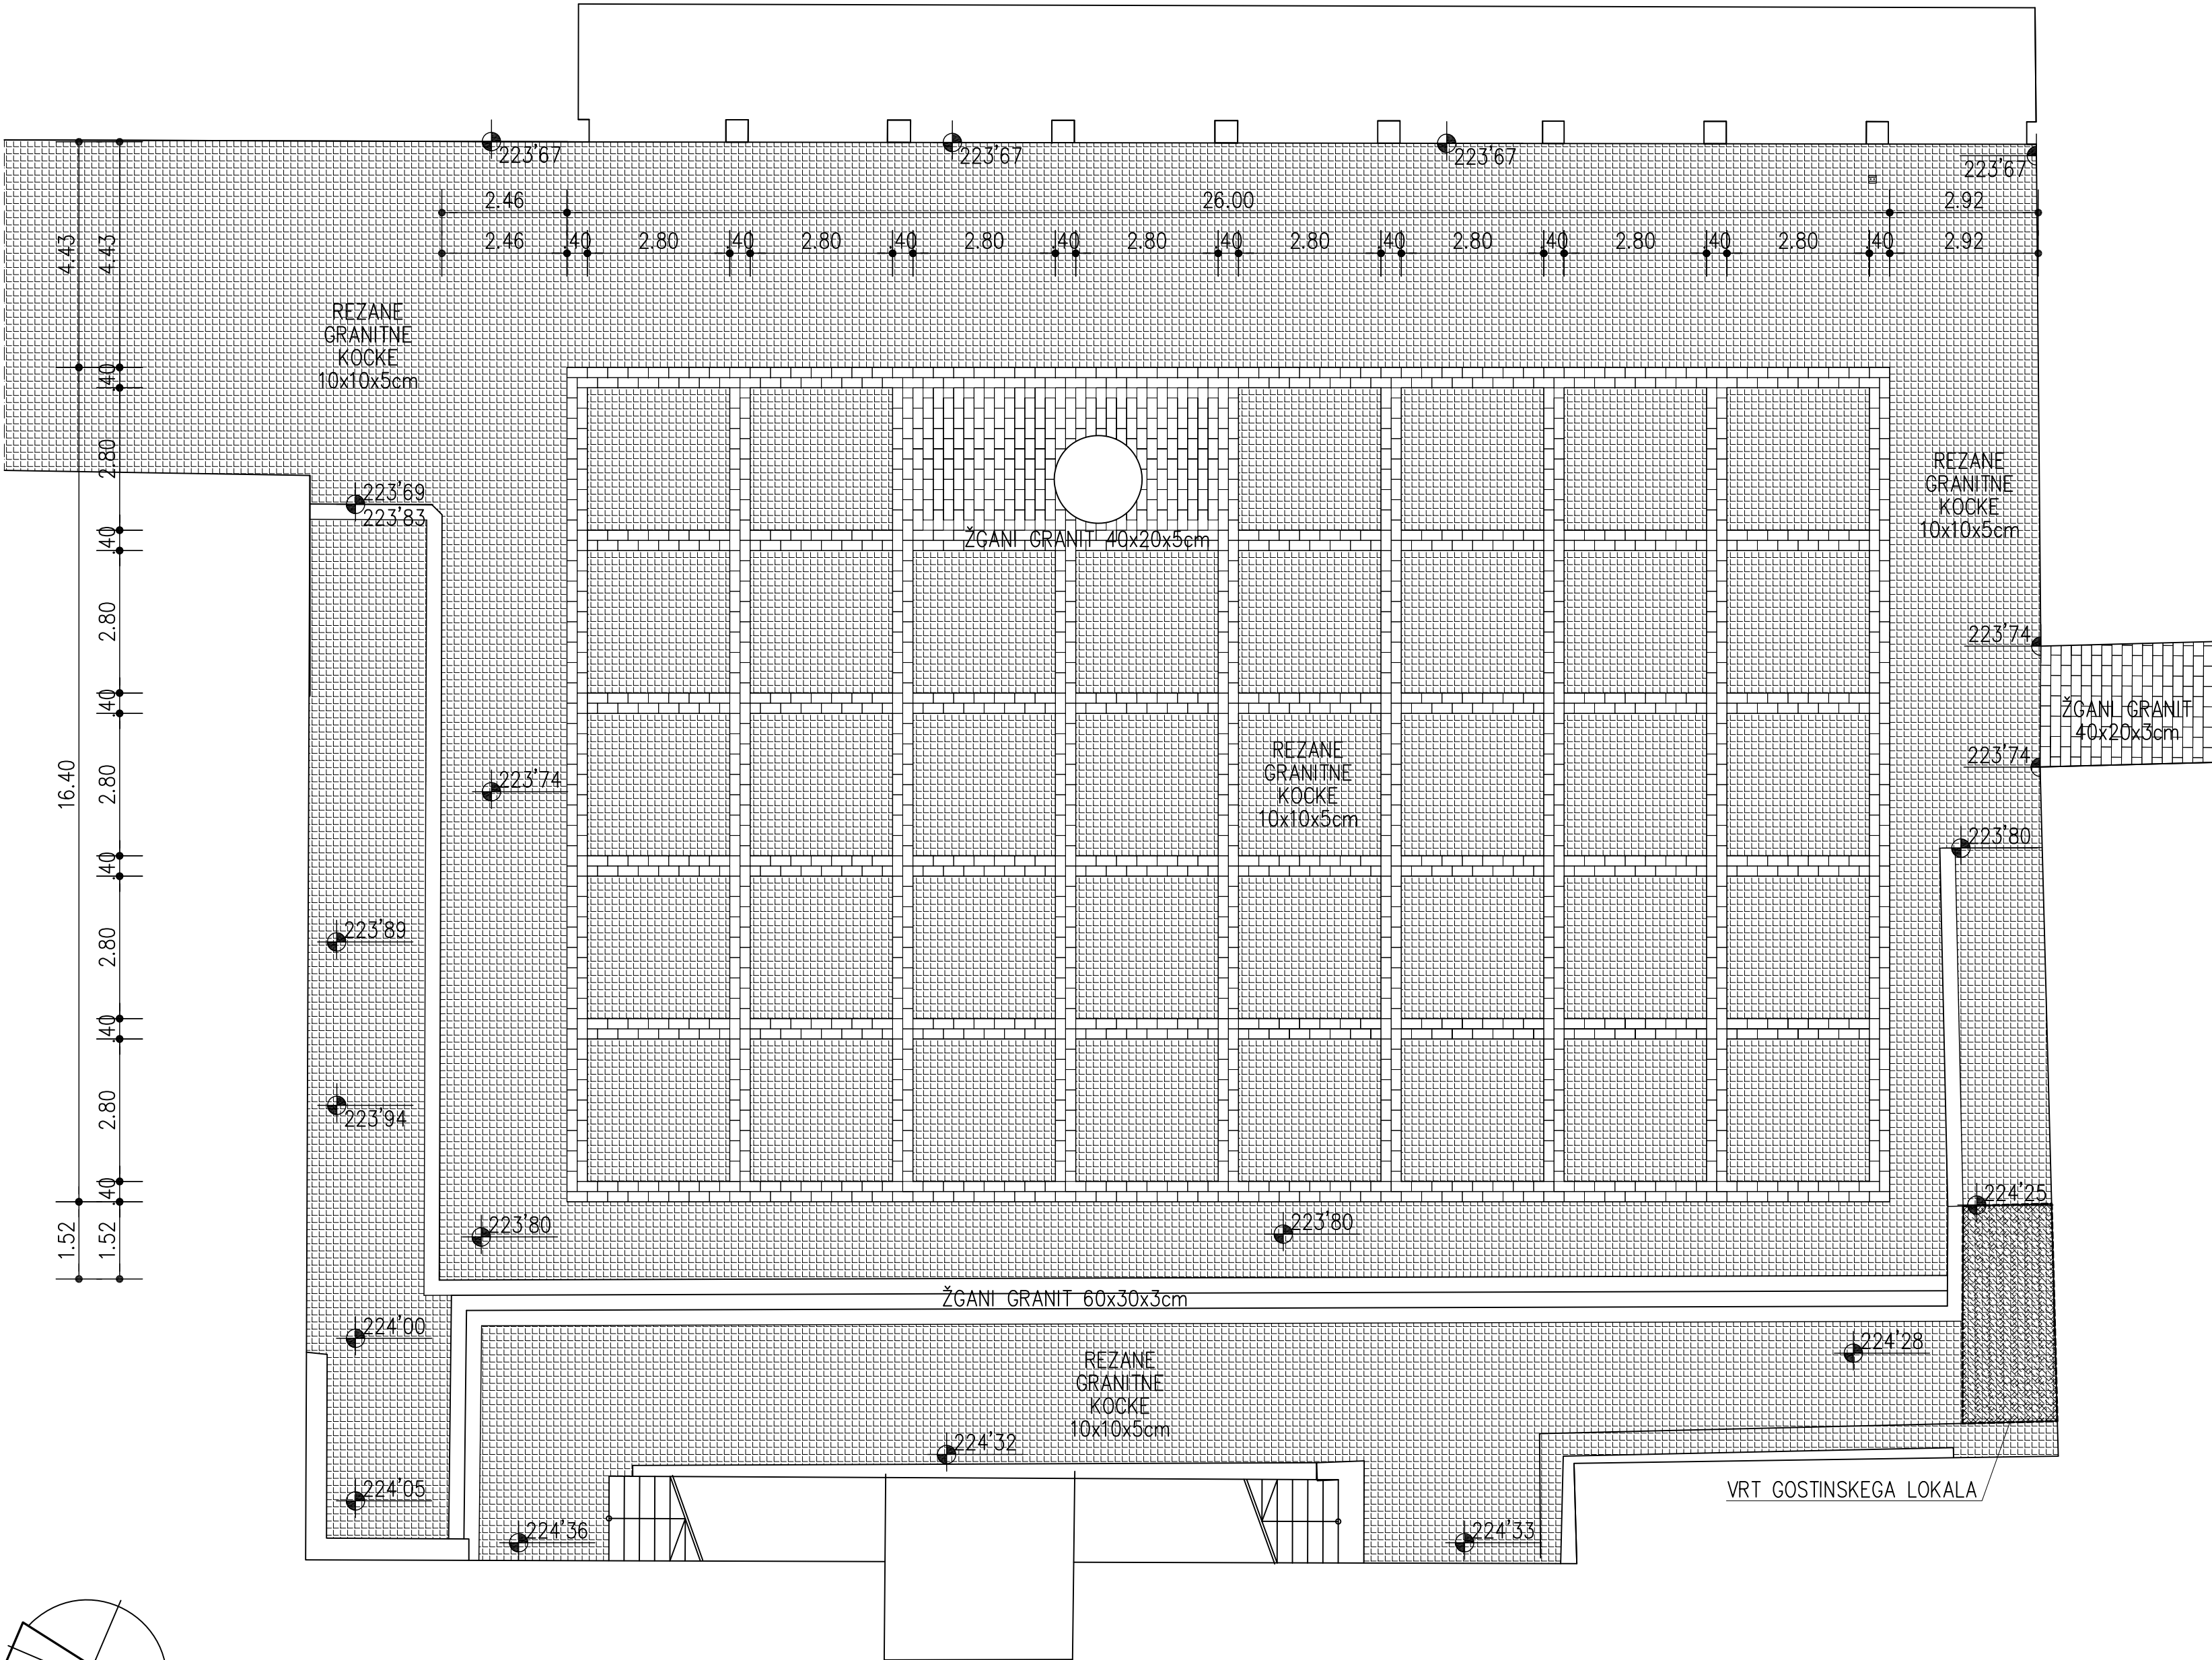 223'67
223'67
223'67
223'67
2.46
26.00
2.92
2.46
.40
2.80
.40
2.80
.40
2.80
.40
2.80
.40
2.80
.40
2.80
.40
2.80
.40
2.80
.40
2.92
4.43
4.43
.40
2.80
.40
2.80
.40
16.40
2.80
.40
2.80
.40
2.80
.40
1.52
1.52
REZANE
GRANITNE
KOCKE
10x10x5cm
REZANE
GRANITNE
KOCKE
10x10x5cm
223'69
223'83
ŽGANI GRANIT 40x20x5cm
223'74
ŽGANI GRANIT
40x20x3cm
223'74
223'74
REZANE
GRANITNE
KOCKE
10x10x5cm
223'80
223'89
223'94
224'25
223'80
223'80
ŽGANI GRANIT 60x30x3cm
224'00
224'28
REZANE
GRANITNE
KOCKE
10x10x5cm
224'32
224'05
VRT GOSTINSKEGA LOKALA
224'36
224'33